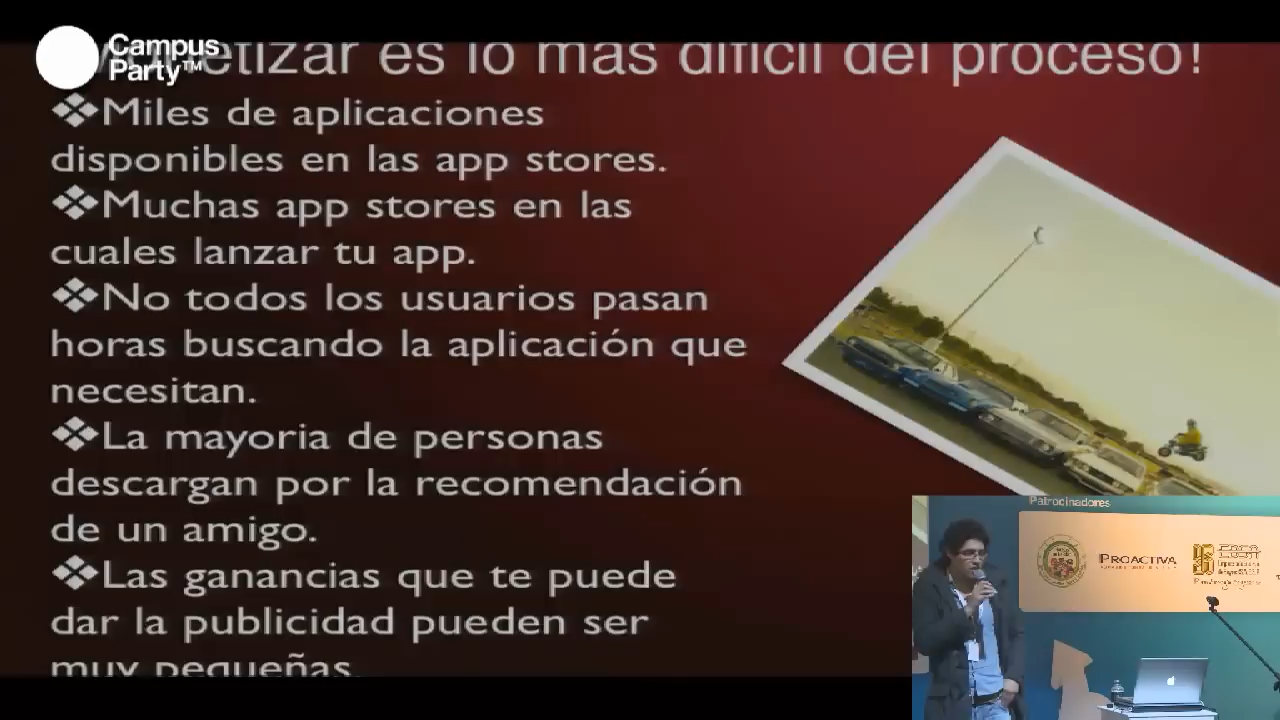 Campus
Party™
etizar es lo mas dificil del proceso!
❖Miles de aplicaciones
disponibles en las app stores.
❖Muchas app stores en las
cuales lanzar tu app.
❖No todos los usuarios pasan
horas buscando la aplicación que
necesitan.
❖La mayoria de personas
descargan por la recomendación
de un amigo.
❖Las ganancias que te puede
dar la publicidad pueden ser
muy pequeñas.
Patrocinadores
PROACTIVA